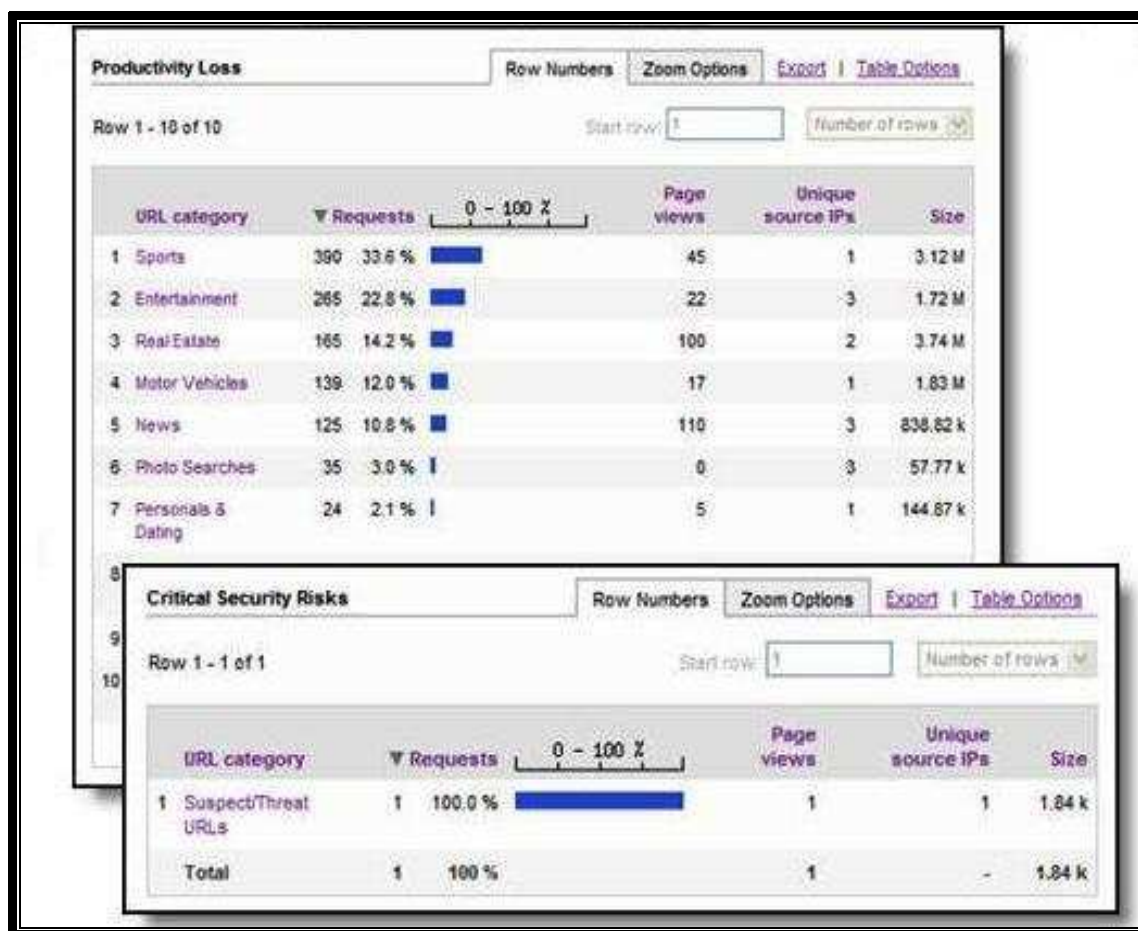 Productivity Loss Row Numbers Zoom Options Export | Table Options
Row 1 - 10 of 10 Start row: 1 Number of rows
URL category ▼ Requests 0 - 100 % Page views Unique source IPs Size
1 Sports 390 33.6 % 45 1 3.12 M
2 Entertainment 265 22.8 % 22 3 1.72 M
3 Real Estate 165 14.2 % 100 2 3.74 M
4 Motor Vehicles 139 12.0 % 17 1 1.83 M
5 News 125 10.8 % 110 3 838.82 k
6 Photo Searches 35 3.0 % 0 3 57.77 k
7 Personals & 24 2.1 % 5 1 144.87 k
Dating
8
9
10
Critical Security Risks Row Numbers Zoom Options Export | Table Options
Row 1 - 1 of 1 Start row: 1 Number of rows
URL category ▼ Requests 0 - 100 % Page views Unique source IPs Size
1 Suspect/Threat 1 100.0 % 1 1 1.84 k
URLs
Total 1 100 % 1 - 1.84 k